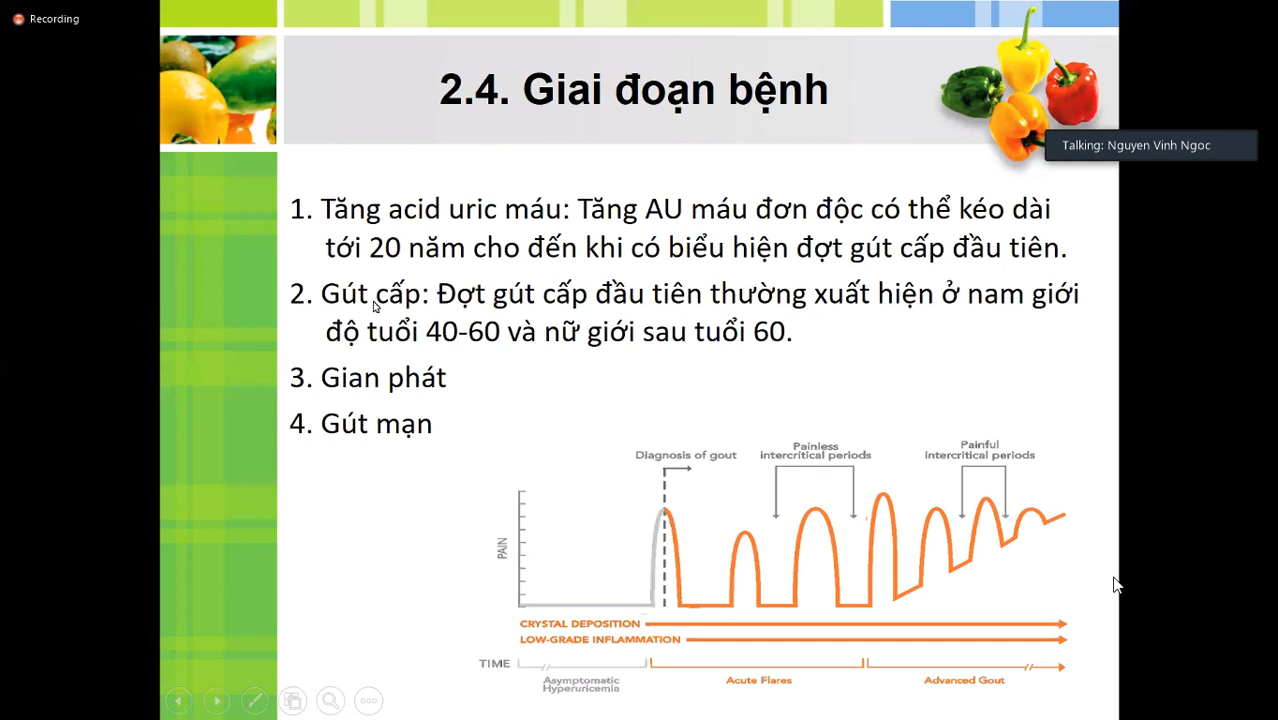 Recording
2.4. Giai đoạn bệnh
Talking: Nguyen Vinh Ngoc
1. Tăng acid uric máu: Tăng AU máu đơn độc có thể kéo dài
tới 20 năm cho đến khi có biểu hiện đợt gút cấp đầu tiên.
2. Gút cấp: Đợt gút cấp đầu tiên thường xuất hiện ở nam giới
độ tuổi 40-60 và nữ giới sau tuổi 60.
3. Gian phát
4. Gút mạn
Diagnosis of gout
Painless
intercritical periods
Painful
intercritical periods
PAIN
CRYSTAL DEPOSITION
LOW-GRADE INFLAMMATION
TIME
Asymptomatic
Hyperuricemia
Acute Flares
Advanced Gout